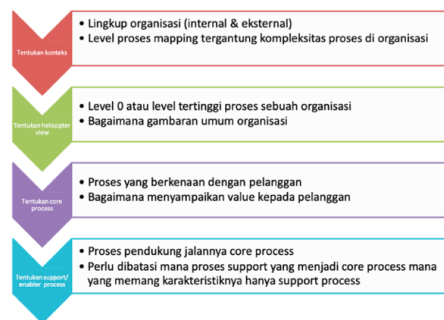 Tentukan konteks
• Lingkup organisasi (internal & eksternal)
• Level proses mapping tergantung kompleksitas proses di organisasi
Tentukan helicopter
view
• Level 0 atau level tertinggi proses sebuah organisasi
• Bagaimana gambaran umum organisasi
Tentukan core
process
• Proses yang berkenaan dengan pelanggan
• Bagaimana menyampaikan value kepada pelanggan
Tentukan support/
enabler process
• Proses pendukung jalannya core process
• Perlu dibatasi mana proses support yang menjadi core process mana
yang memang karakteristiknya hanya support process